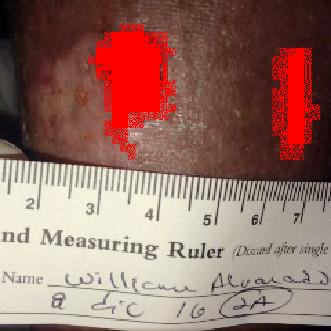 2 3 4 5 6 7
nd Measuring Ruler (Discard after single
Name William Alvarado
8 dic 16 2A